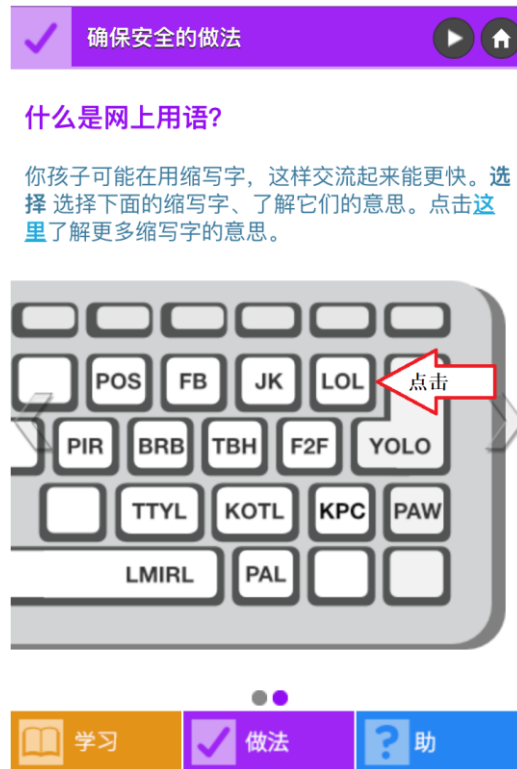 确保安全的做法
什么是网上用语?
你孩子可能在用缩写字，这样交流起来能更快。选
择 选择下面的缩写字、了解它们的意思。点击这
里了解更多缩写字的意思。
POS FB JK LOL 点击
PIR BRB TBH F2F YOLO
TTYL KOTL KPC PAW
LMIRL PAL
学习 做法 ? 助